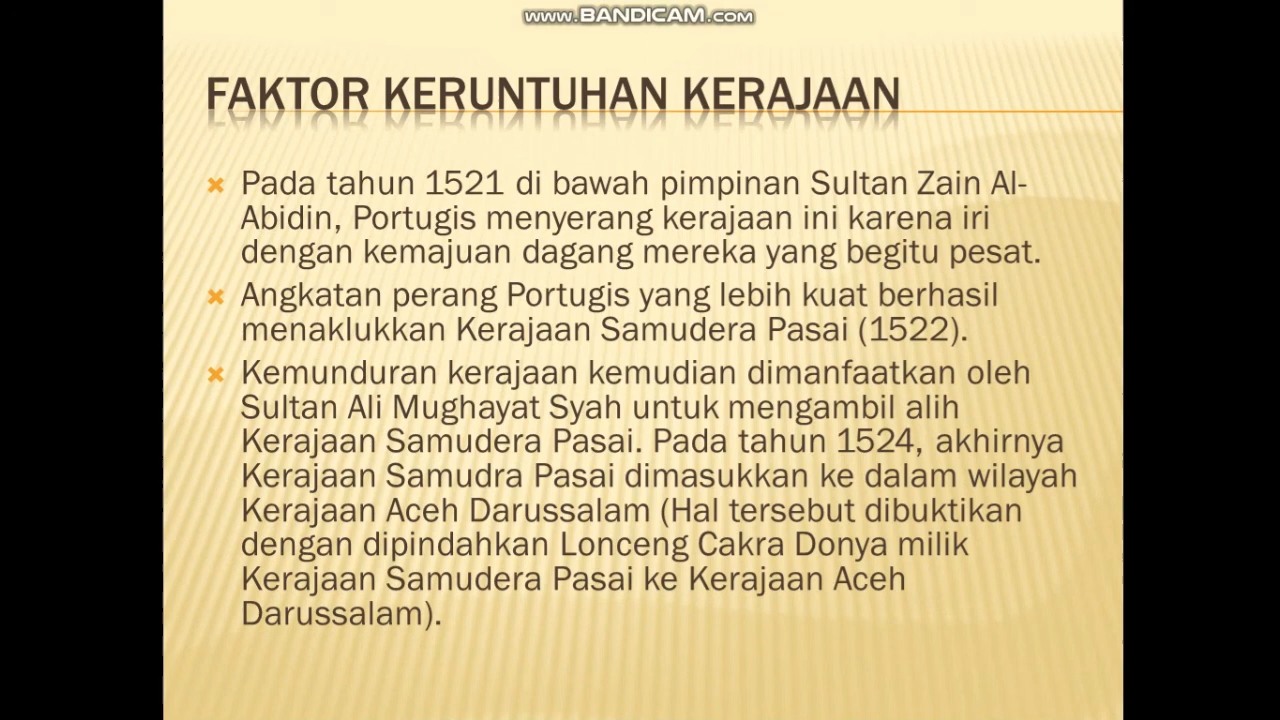 www.BANDICAM.com
FAKTOR KERUNTUHAN KERAJAAN
Pada tahun 1521 di bawah pimpinan Sultan Zain Al-
Abidin, Portugis menyerang kerajaan ini karena iri
dengan kemajuan dagang mereka yang begitu pesat.
Angkatan perang Portugis yang lebih kuat berhasil
menaklukkan Kerajaan Samudera Pasai (1522).
Kemunduran kerajaan kemudian dimanfaatkan oleh
Sultan Ali Mughayat Syah untuk mengambil alih
Kerajaan Samudera Pasai. Pada tahun 1524, akhirnya
Kerajaan Samudra Pasai dimasukkan ke dalam wilayah
Kerajaan Aceh Darussalam (Hal tersebut dibuktikan
dengan dipindahkan Lonceng Cakra Donya milik
Kerajaan Samudera Pasai ke Kerajaan Aceh
Darussalam).